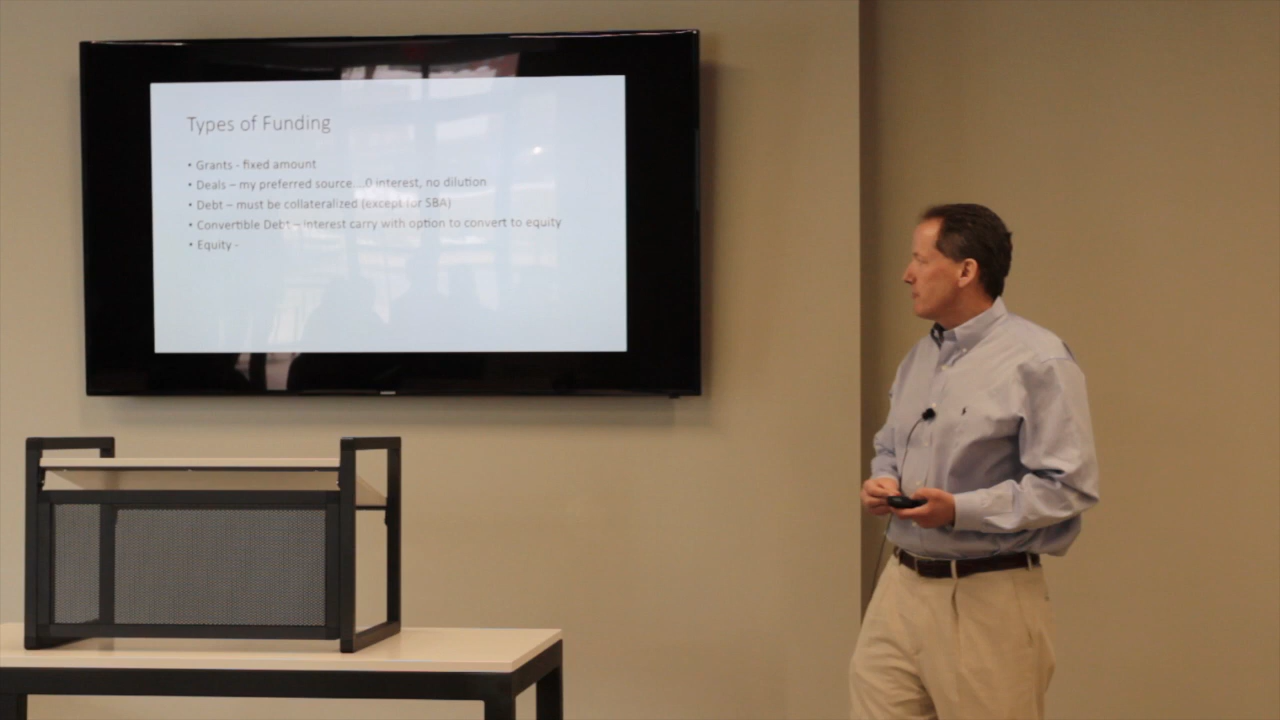 Types of Funding
• Grants - fixed amount
• Deals – my preferred source....0 interest, no dilution
• Debt – must be collateralized (except for SBA)
• Convertible Debt – interest carry with option to convert to equity
• Equity -